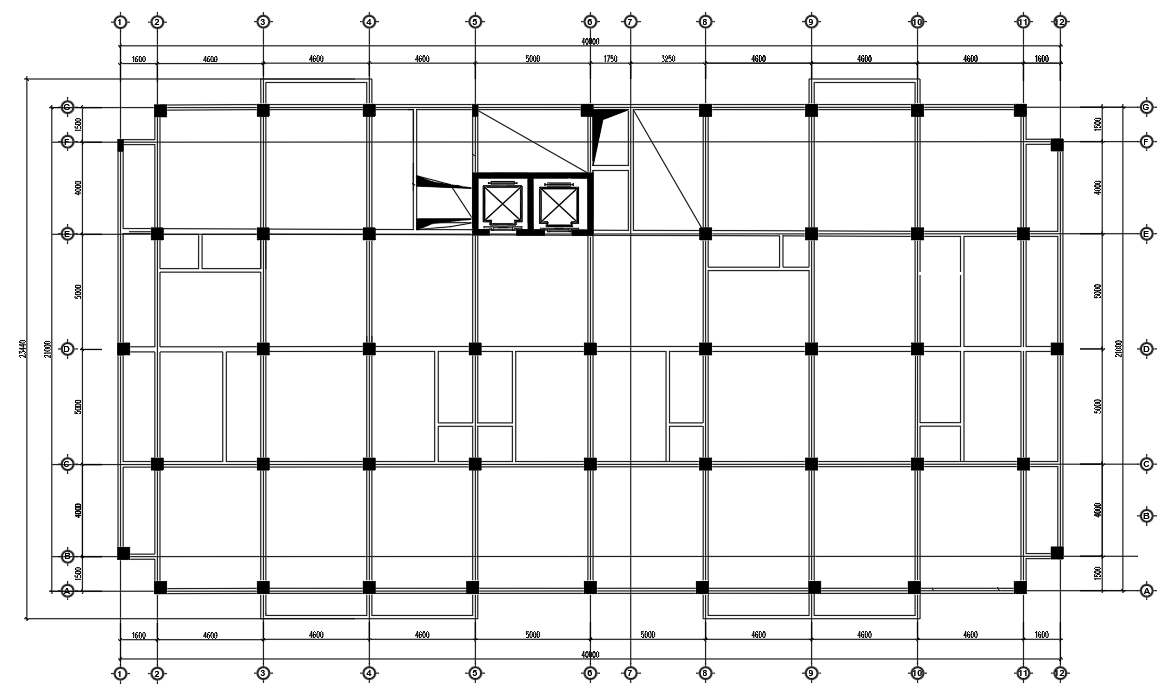 1 2 3 4 5 6 7 8 9 10 11 12
40800
1600 4600 4600 4600 5000 1750 3250 4600 4600 4600 1600
G G
1500 1500
F F
4000 4000
E E
5000 5000
23440 21000 D D 21000
5000 5000
C C
4000 4000
B B
1500 1500
A A
1600 4600 4600 4600 5000 5000 4600 4600 4600 1600
40800
1 2 3 4 5 6 7 8 9 10 11 12